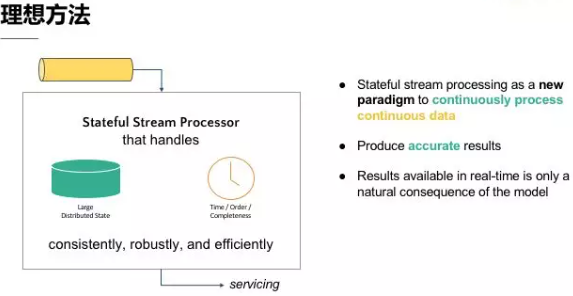 理想方法
Stateful Stream Processor
that handles
Large
Distributed State
Time / Order /
Completeness
consistently, robustly, and efficiently
servicing
● Stateful stream processing as a new
paradigm to continuously process
continuous data
● Produce accurate results
● Results available in real-time is only a
natural consequence of the model